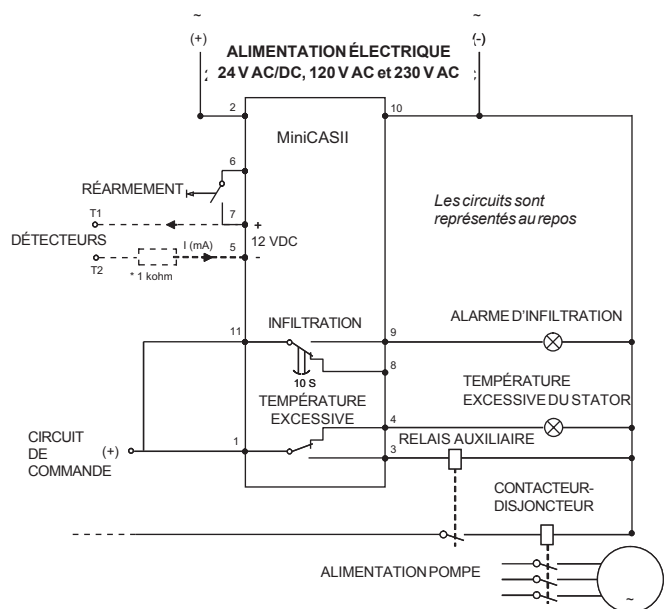 ~ ~
(+) (-)
ALIMENTATION ÉLECTRIQUE
24 V AC/DC, 120 V AC et 230 V AC
2 10
MiniCASII
6
RÉARMEMENT
T1 7 +
DÉTECTEURS 12 VDC
I (mA) 5 -
T2
* 1 kohm
Les circuits sont
représentés au repos
INFILTRATION
ALARME D'INFILTRATION
11 9
8
10 S
TEMPÉRATURE
EXCESSIVE
TEMPÉRATURE
EXCESSIVE DU STATOR
4
RELAIS AUXILIAIRE
CIRCUIT
DE
COMMANDE
(+) 1 3
CONTACTEUR-
DISJONCTEUR
ALIMENTATION POMPE
~